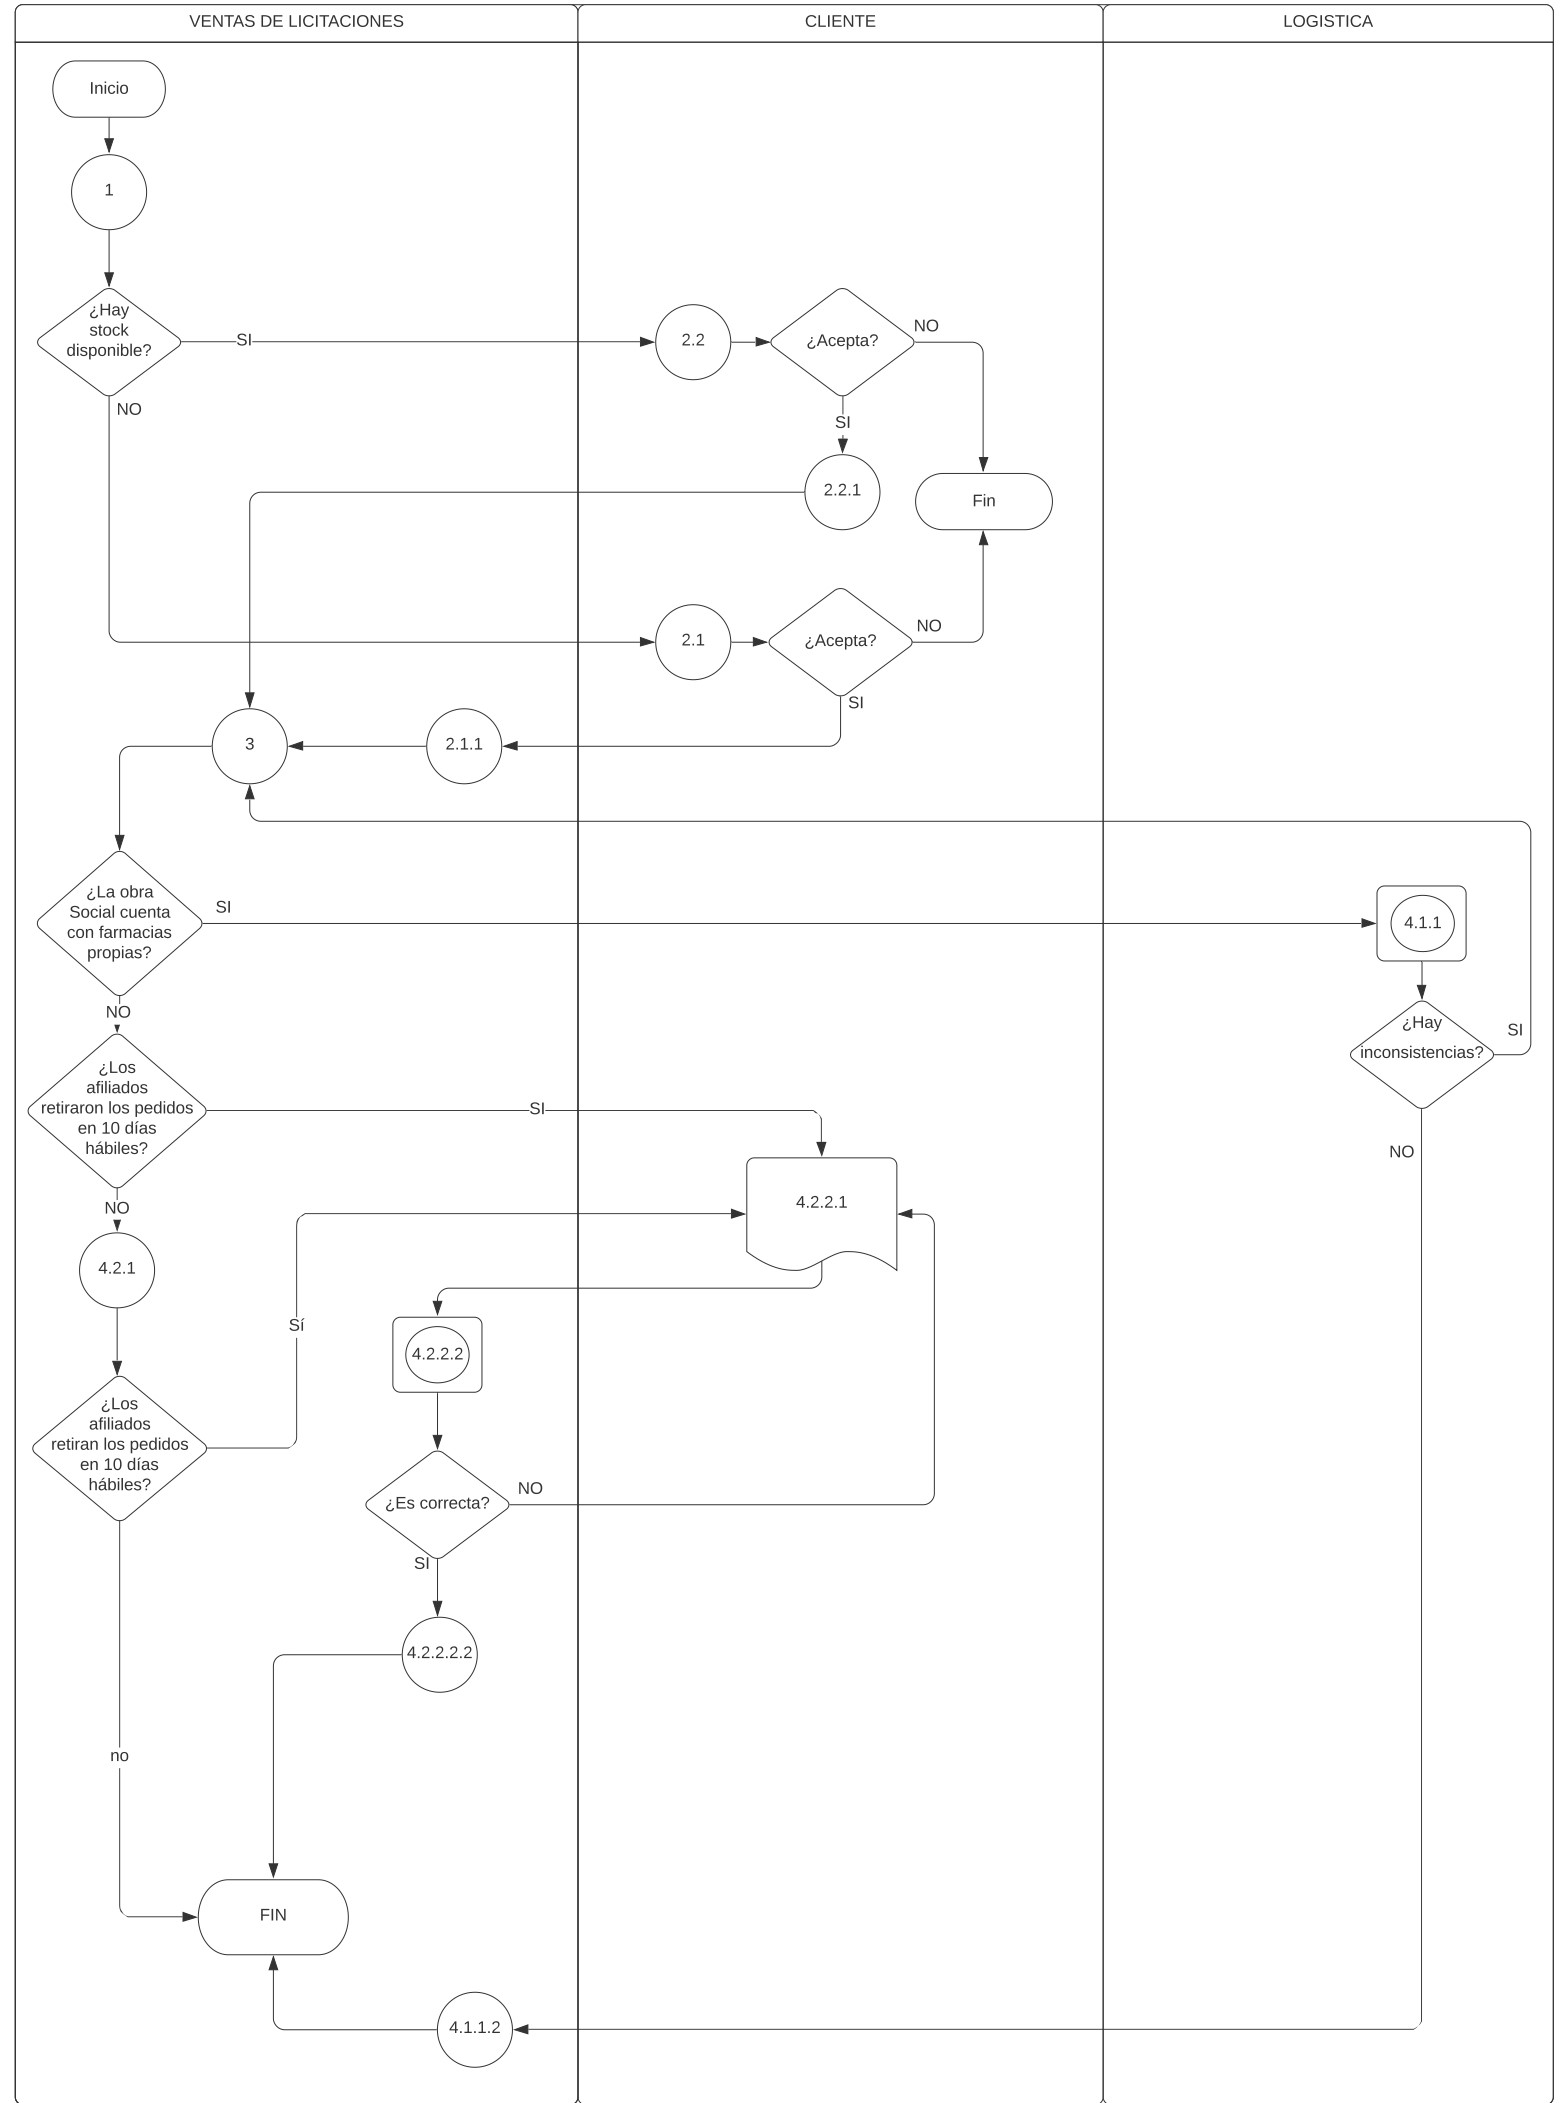 VENTAS DE LICITACIONES
CLIENTE
LOGISTICA
Inicio
1
¿Hay
stock
disponible?
SI
2.2
¿Acepta?
NO
NO
SI
2.2.1
Fin
2.1
¿Acepta?
NO
SI
3
2.1.1
¿La obra
Social cuenta
con farmacias
propias?
SI
4.1.1
NO
¿Hay
inconsistencias?
SI
¿Los
afiliados
retiraron los pedidos
en 10 días
hábiles?
SI
NO
4.2.2.1
NO
4.2.1
Sí
4.2.2.2
¿Los
afiliados
retiran los pedidos
en 10 días
hábiles?
¿Es correcta?
NO
SI
4.2.2.2.2
no
FIN
4.1.1.2